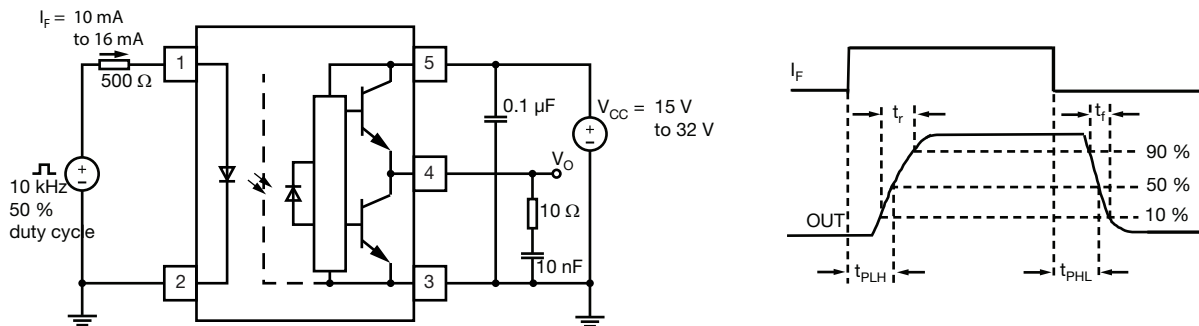 I_F = 10 mA
to 16 mA
500 Ω
1
5
0.1 µF
V_CC = 15 V
to 32 V
10 kHz
50 %
duty cycle
4
V_O
10 Ω
10 nF
2
3
I_F
t_r
t_f
90 %
50 %
10 %
OUT
t_PLH
t_PHL